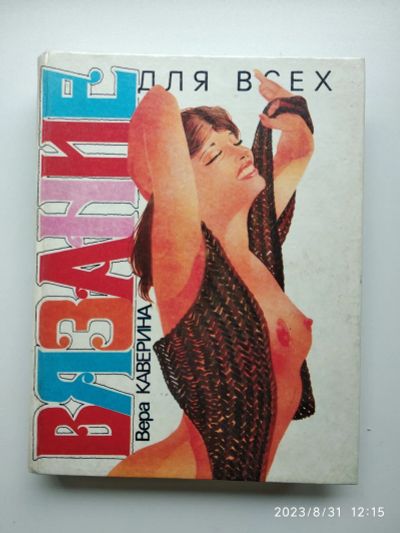 ВЯЗАНИЕ
ДЛЯ ВСЕХ
Вера КАВЕРИНА
2023/8/31 12:15